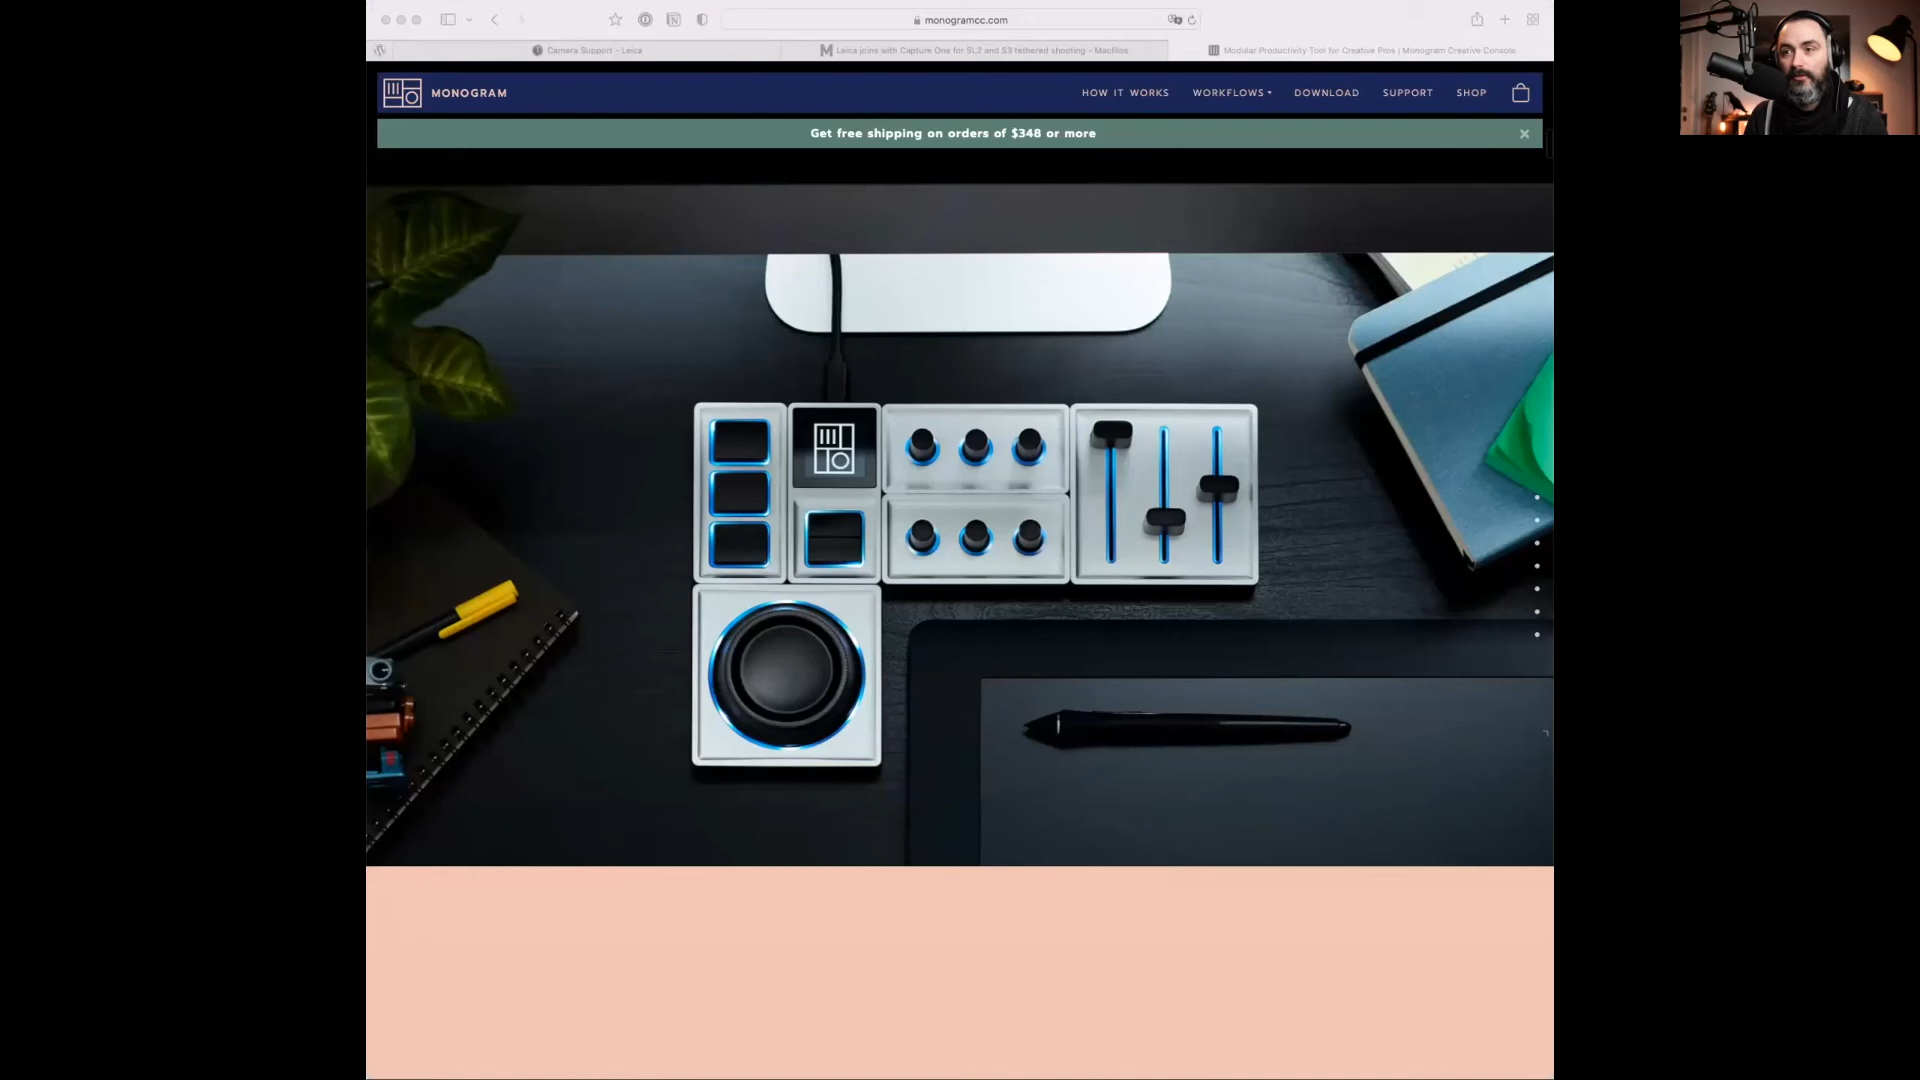 monogramcc.com
Camera Support - Leica
Leica joins with Capture One for SL2 and S3 tethered shooting - Macfilos
Modular Productivity Tool for Creative Pros | Monogram Creative Console
MONOGRAM
HOW IT WORKS
WORKFLOWS
DOWNLOAD
SUPPORT
SHOP
Get free shipping on orders of $348 or more